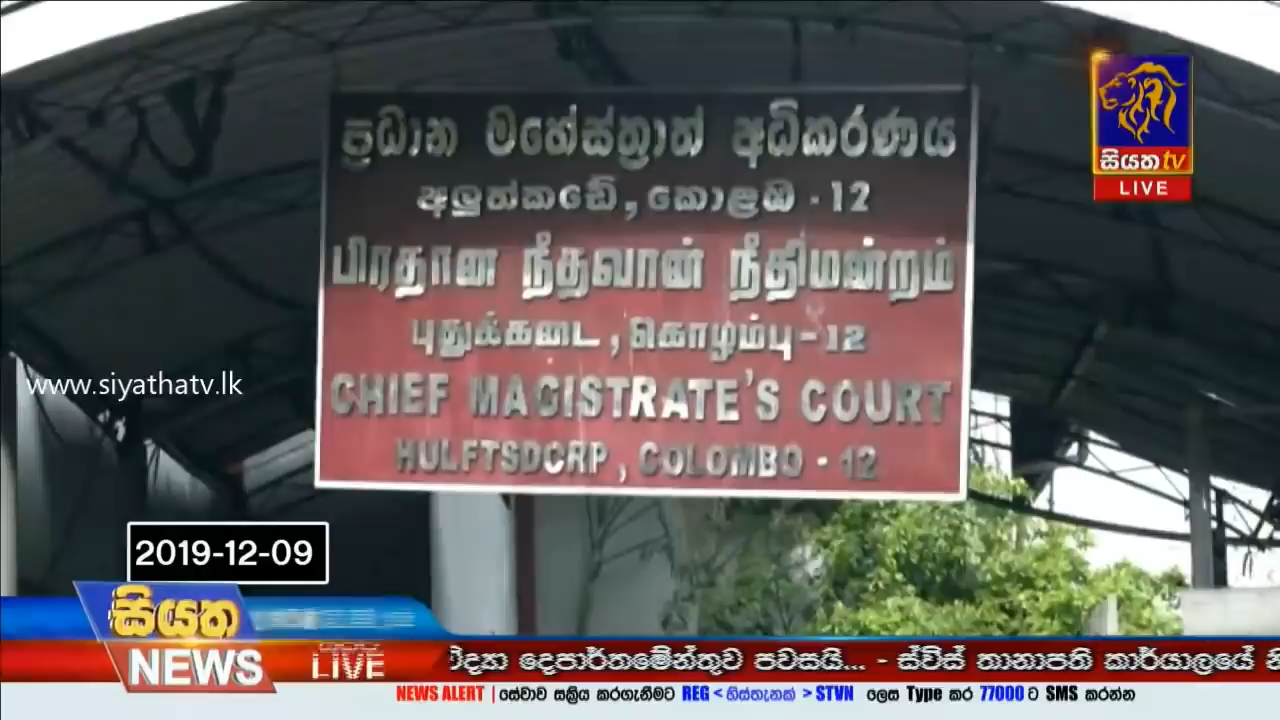 සියත tv
LIVE
ප්‍රධාන මහේස්ත්‍රාත් අධිකරණය
අලුත්කඩේ, කොළඹ - 12
பிரதான நீதவான் நீதிமன்றம்
புதுக்கடை, கொழும்பு - 12
CHIEF MAGISTRATE'S COURT
HULFTSDORP, COLOMBO - 12
www.siyathatv.lk
2019-12-09
සියත
NEWS
LIVE
දෙපාර්තමේන්තුව පවසයි... - ස්විස් තානාපති කාර්යාලයේ
NEWS ALERT | සේවාව සක්‍රිය කරගැනීමට REG < හිස්තැනක් > STVN ලෙස Type කර 77000 ට SMS කරන්න